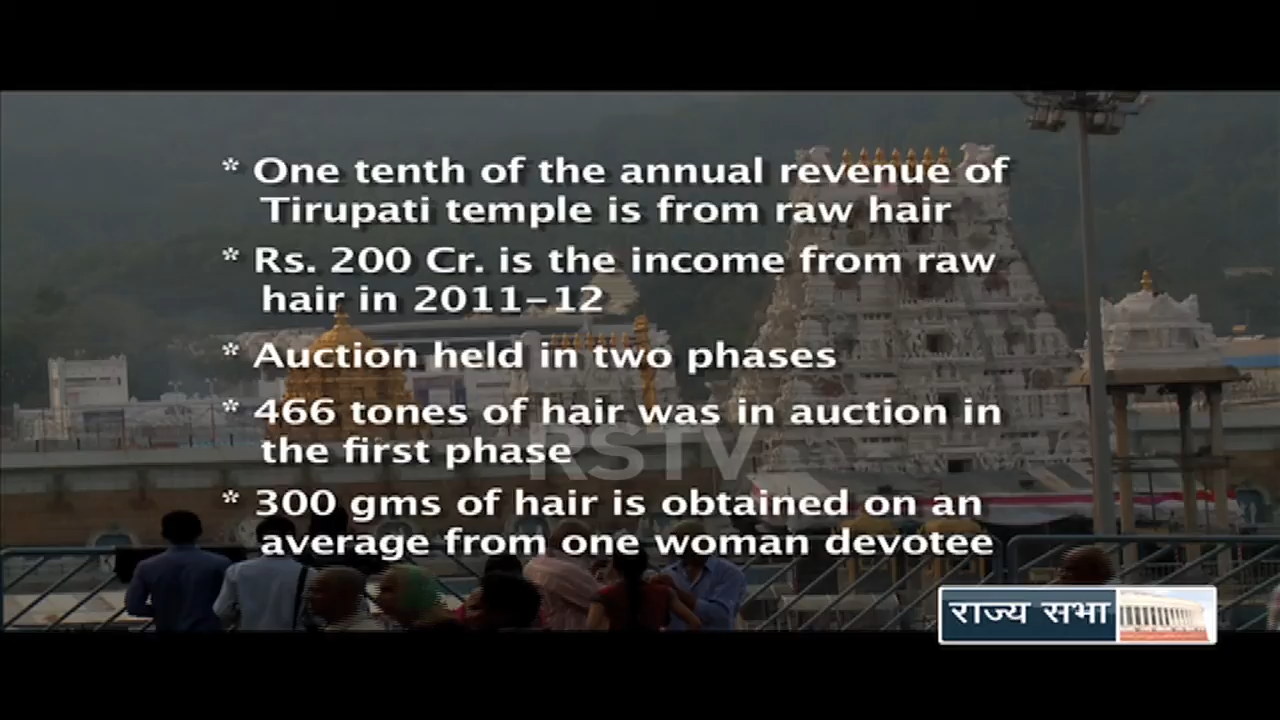 * One tenth of the annual revenue of
Tirupati temple is from raw hair
* Rs. 200 Cr. is the income from raw
hair in 2011–12
* Auction held in two phases
* 466 tones of hair was in auction in
the first phase
RSTV
* 300 gms of hair is obtained on an
average from one woman devotee
राज्य सभा